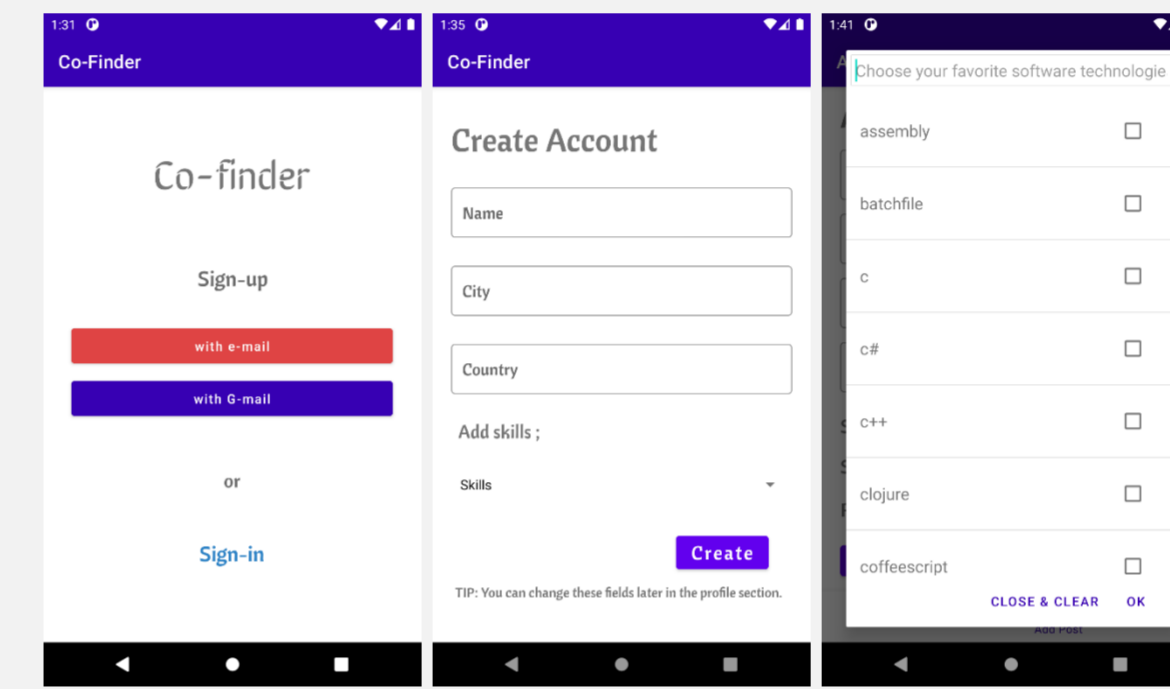 1:31
Co-Finder
Co-finder
Sign-up
with e-mail
with G-mail
or
Sign-in
1:35
Co-Finder
Create Account
Name
City
Country
Add skills ;
Skills
Create
TIP: You can change these fields later in the profile section.
1:41
A
Choose your favorite software technologie
assembly
batchfile
c
c#
c++
clojure
coffeescript
CLOSE & CLEAR OK
Add Post